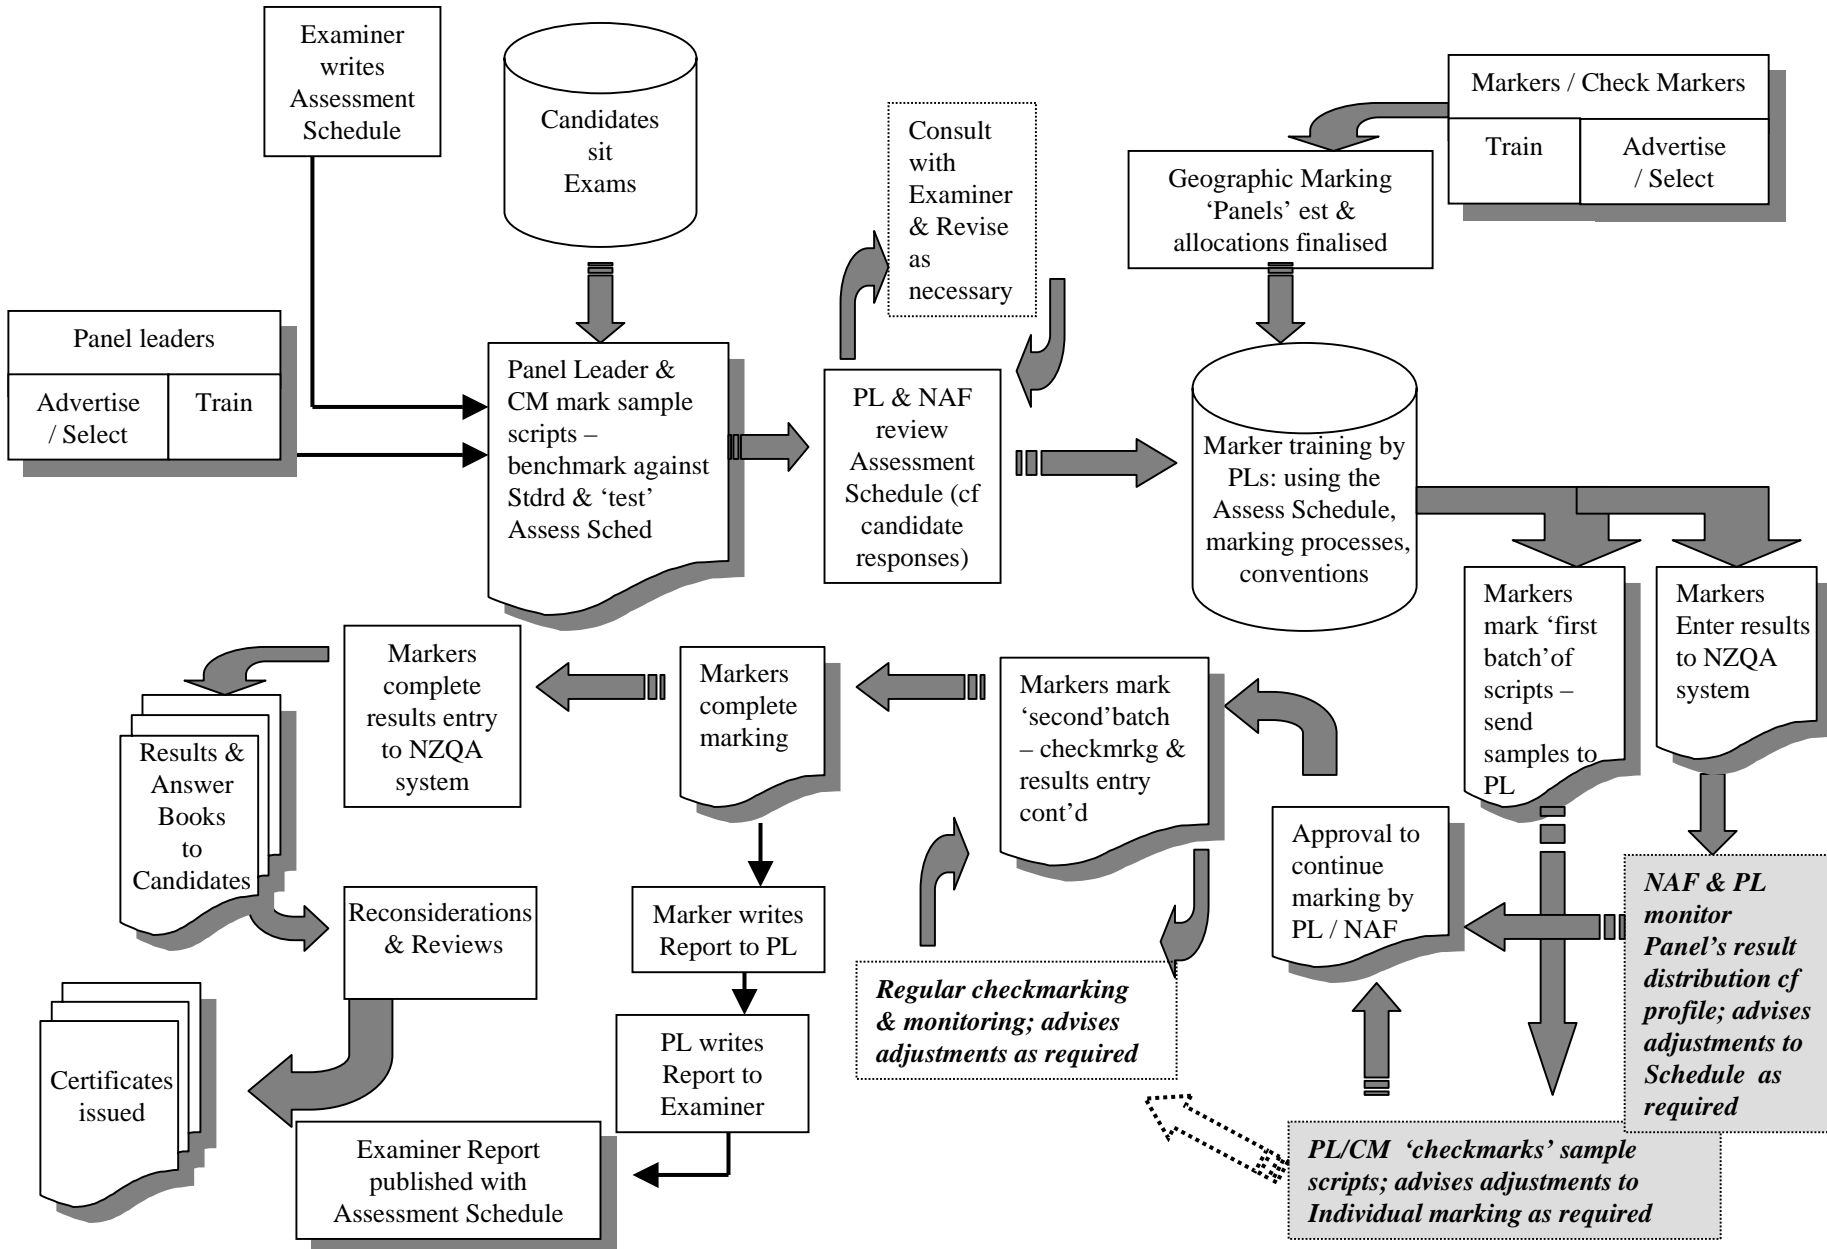 Examiner
writes
Assessment
Schedule
Candidates
sit
Exams
Consult
with
Examiner
& Revise
as
necessary
Markers / Check Markers
Train
Advertise
/ Select
Geographic Marking
‘Panels’ est &
allocations finalised
Panel leaders
Advertise
/ Select
Train
Panel Leader &
CM mark sample
scripts –
benchmark against
Stdrd & ‘test’
Assess Sched
PL & NAF
review
Assessment
Schedule (cf
candidate
responses)
Marker training by
PLs: using the
Assess Schedule,
marking processes,
conventions
Markers
mark ‘first
batch’of
scripts –
send
samples to
PL
Markers
Enter results
to NZQA
system
Results &
Answer
Books
to
Candidates
Markers
complete
results entry
to NZQA
system
Markers
complete
marking
Markers mark
‘second’batch
– checkmrkg &
results entry
cont’d
Approval to
continue
marking by
PL / NAF
NAF & PL
monitor
Panel’s result
distribution cf
profile; advises
adjustments to
Schedule as
required
Reconsiderations
& Reviews
Marker writes
Report to PL
Regular checkmarking
& monitoring; advises
adjustments as required
Certificates
issued
PL writes
Report to
Examiner
Examiner Report
published with
Assessment Schedule
PL/CM ‘checkmarks’ sample
scripts; advises adjustments to
Individual marking as required